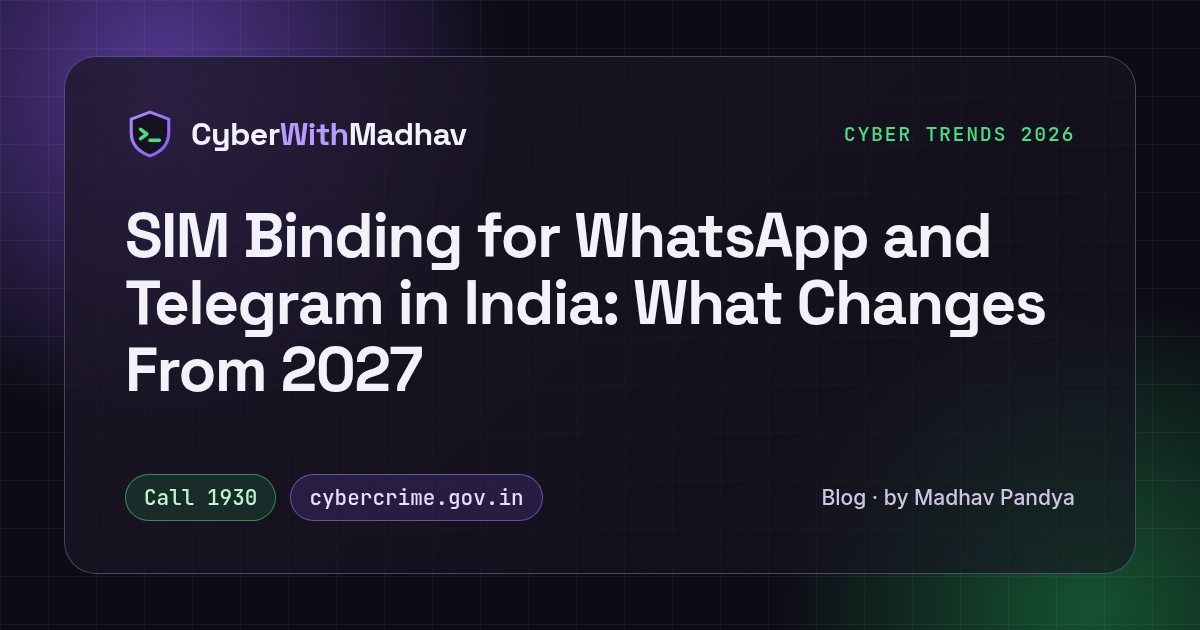 CyberWithMadhav
CYBER TRENDS 2026
SIM Binding for WhatsApp and
Telegram in India: What Changes
From 2027
Call 1930
cybercrime.gov.in
Blog · by Madhav Pandya